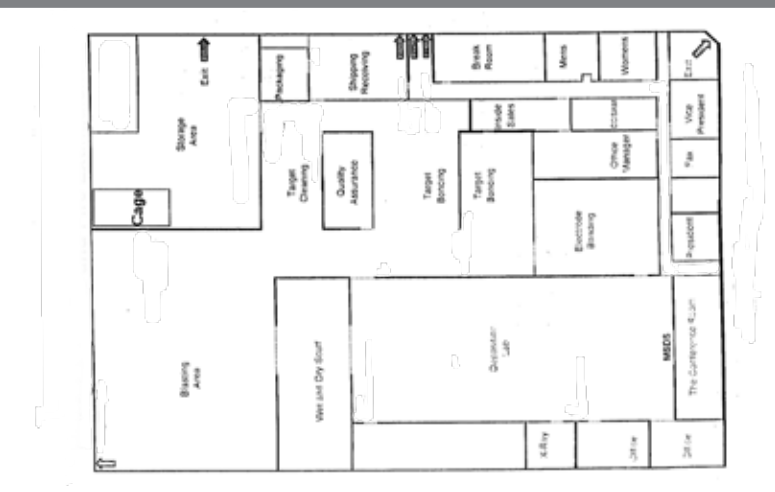 Exit
Storage
Area
Cage
Packaging
Shipping
Receiving
Break
Room
Mens
Womens
Exit
Inside
Sales
Vice
President
Office
Manager
Fax
Target
Cleaning
Quality
Assurance
Target
Bonding
Target
Bonding
Electrode
Bonding
President
Blasting
Area
Wet and Dry
Lab
MSDS
The Conference Room
X-Ray
Office
Office